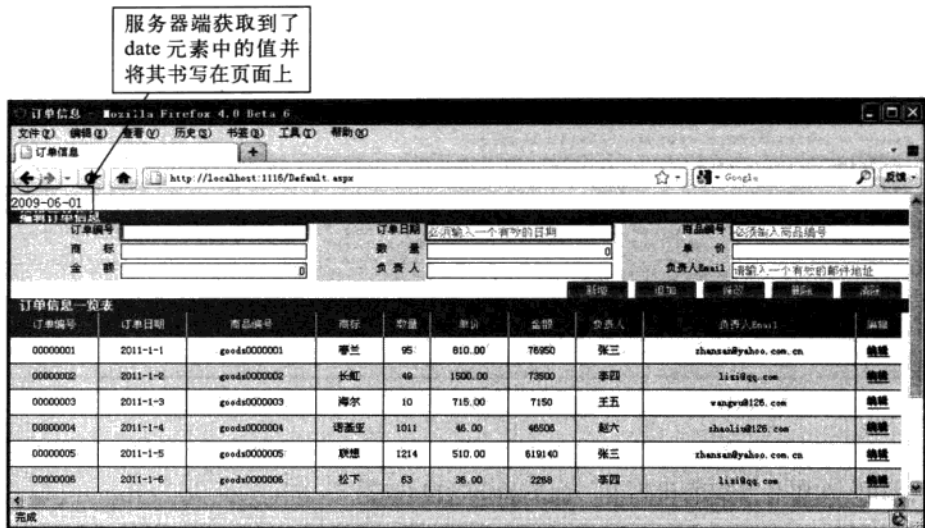 服务器端获取到了
date 元素中的值并
将其书写在页面上
订单信息 - Mozilla Firefox 4.0 Beta 6
文件(F) 编辑(E) 查看(V) 历史(S) 书签(B) 工具(T) 帮助(H)
订单信息
http://localhost:1116/Default.aspx Google 反馈
2009-06-01
编辑订单信息
订单编号 订单日期 必须输入一个有效的日期 商品编号 必须输入商品编号
商 标 数 量 0 单 价
金 额 0 负 责 人 负责人Email 请输入一个有效的邮件地址
新增 追加 修改 删除 清除
订单信息一览表
订单编号 订单日期 商品编号 商标 数量 单价 金额 负责人 负责人Email 编辑
00000001 2011-1-1 goods0000001 春兰 95 810.00 76950 张三 zhansan@yahoo.com.cn 编辑
00000002 2011-1-2 goods0000002 长虹 49 1500.00 73500 李四 lisi@qq.com 编辑
00000003 2011-1-3 goods0000003 海尔 10 715.00 7150 王五 wangwu@126.com 编辑
00000004 2011-1-4 goods0000004 诺基亚 1011 46.00 46506 赵六 zhaoliu@126.com 编辑
00000005 2011-1-5 goods0000005 联想 1214 510.00 619140 张三 zhansan@yahoo.com.cn 编辑
00000006 2011-1-6 goods0000006 松下 63 36.00 2268 李四 lisi@qq.com 编辑
完成